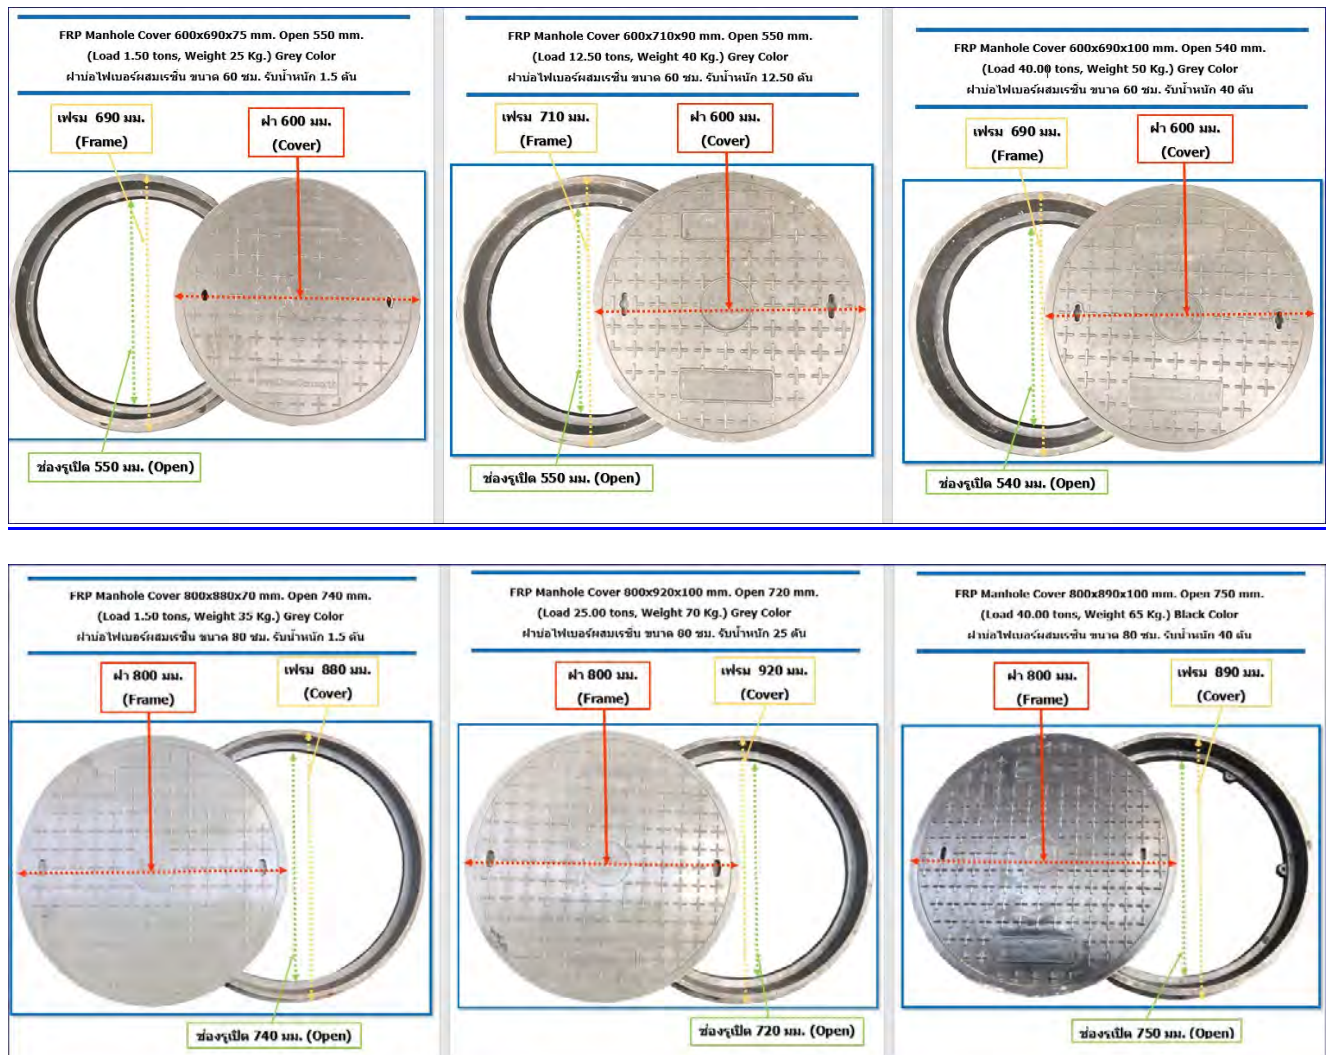 FRP Manhole Cover 600x690x75 mm. Open 550 mm.
(Load 1.50 tons, Weight 25 Kg.) Grey Color
ฝาบ่อไฟเบอร์ผสมเรซิ่น ขนาด 60 ซม. รับน้ำหนัก 1.5 ตัน
เฟรม 690 มม.
(Frame)
ฝา 600 มม.
(Cover)
ช่องรูเปิด 550 มม. (Open)
FRP Manhole Cover 600x710x90 mm. Open 550 mm.
(Load 12.50 tons, Weight 40 Kg.) Grey Color
ฝาบ่อไฟเบอร์ผสมเรซิ่น ขนาด 60 ซม. รับน้ำหนัก 12.50 ตัน
เฟรม 710 มม.
(Frame)
ฝา 600 มม.
(Cover)
ช่องรูเปิด 550 มม. (Open)
FRP Manhole Cover 600x690x100 mm. Open 540 mm.
(Load 40.00 tons, Weight 50 Kg.) Grey Color
ฝาบ่อไฟเบอร์ผสมเรซิ่น ขนาด 60 ซม. รับน้ำหนัก 40 ตัน
เฟรม 690 มม.
(Frame)
ฝา 600 มม.
(Cover)
ช่องรูเปิด 540 มม. (Open)
FRP Manhole Cover 800x880x70 mm. Open 740 mm.
(Load 1.50 tons, Weight 35 Kg.) Grey Color
ฝาบ่อไฟเบอร์ผสมเรซิ่น ขนาด 80 ซม. รับน้ำหนัก 1.5 ตัน
ฝา 800 มม.
(Frame)
เฟรม 880 มม.
(Cover)
ช่องรูเปิด 740 มม. (Open)
FRP Manhole Cover 800x920x100 mm. Open 720 mm.
(Load 25.00 tons, Weight 70 Kg.) Grey Color
ฝาบ่อไฟเบอร์ผสมเรซิ่น ขนาด 80 ซม. รับน้ำหนัก 25 ตัน
ฝา 800 มม.
(Frame)
เฟรม 920 มม.
(Cover)
ช่องรูเปิด 720 มม. (Open)
FRP Manhole Cover 800x890x100 mm. Open 750 mm.
(Load 40.00 tons, Weight 65 Kg.) Black Color
ฝาบ่อไฟเบอร์ผสมเรซิ่น ขนาด 80 ซม. รับน้ำหนัก 40 ตัน
ฝา 800 มม.
(Frame)
เฟรม 890 มม.
(Cover)
ช่องรูเปิด 750 มม. (Open)